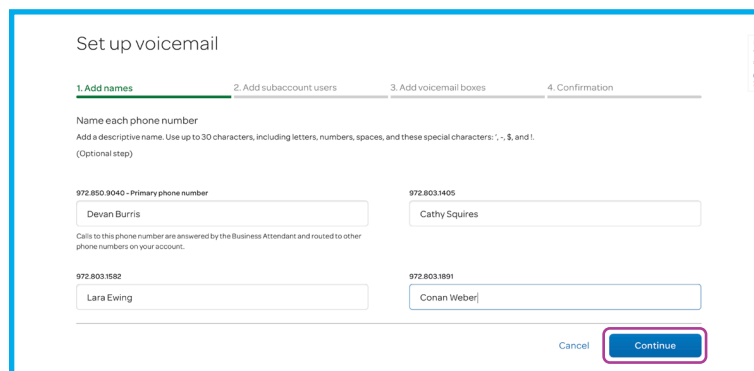 Set up voicemail
1. Add names
2. Add subaccount users
3. Add voicemail boxes
4. Confirmation
Name each phone number
Add a descriptive name. Use up to 30 characters, including letters, numbers, spaces, and these special characters: ', -, $, and !.
(Optional step)
972.850.9040 - Primary phone number
Devan Burris
Calls to this phone number are answered by the Business Attendant and routed to other
phone numbers on your account.
972.803.1405
Cathy Squires
972.803.1582
Lara Ewing
972.803.1891
Conan Weber
Cancel
Continue